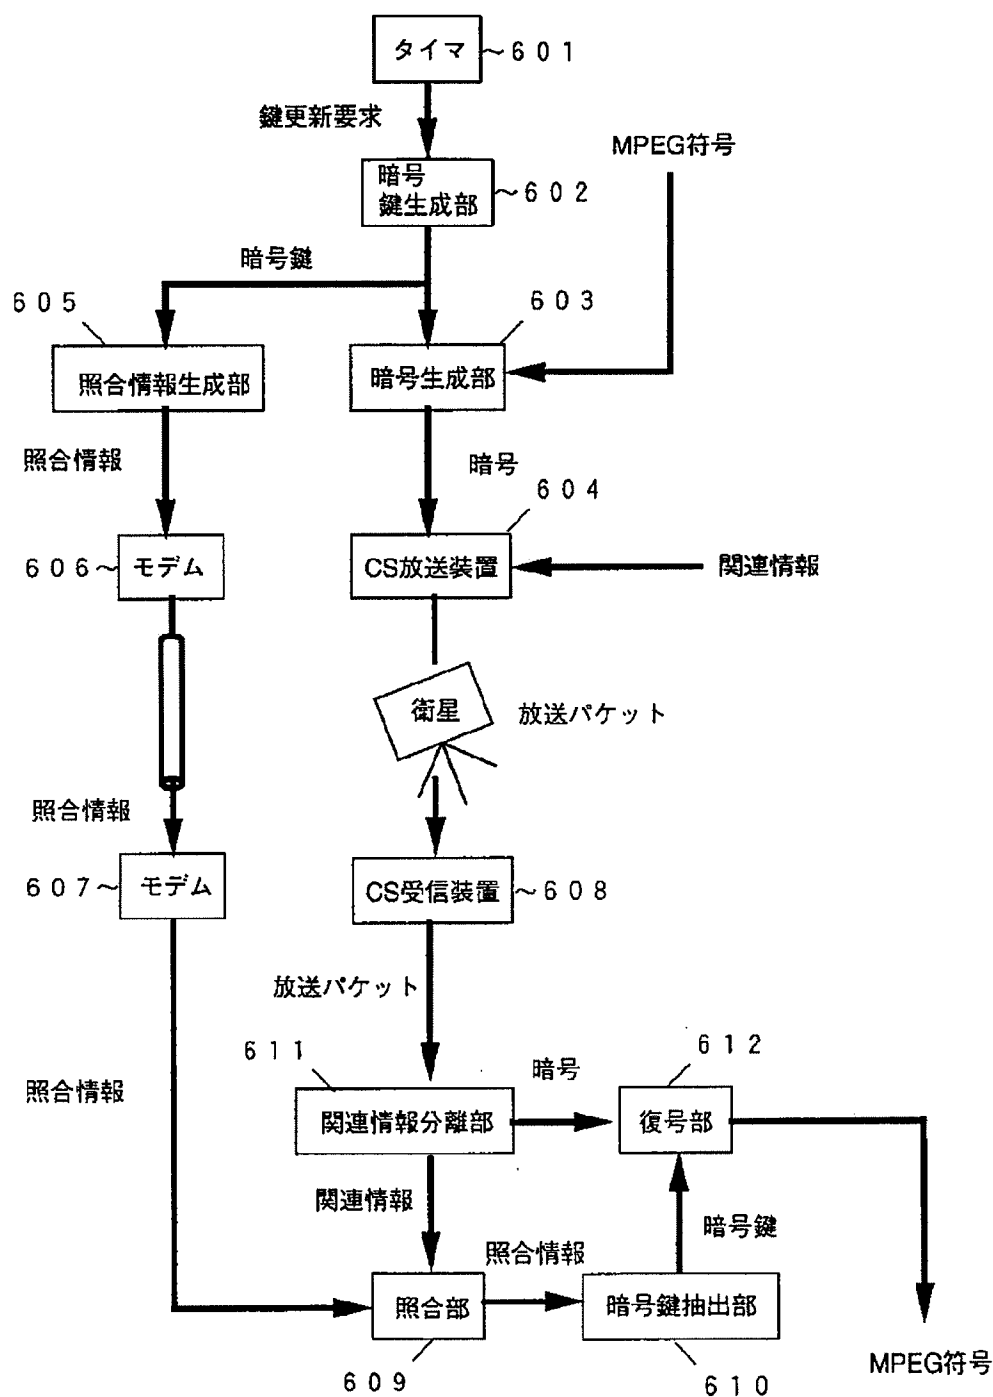 タイマ
～６０１
鍵更新要求
MPEG符号
暗号
鍵生成部
～６０２
暗号鍵
６０５
６０３
照合情報生成部
暗号生成部
照合情報
暗号
６０４
６０６～
モデム
CS放送装置
関連情報
衛星
放送パケット
照合情報
６０７～
モデム
CS受信装置
～６０８
放送パケット
６１１
暗号
６１２
照合情報
関連情報分離部
復号部
関連情報
暗号鍵
照合情報
照合部
暗号鍵抽出部
MPEG符号
６０９
６１０